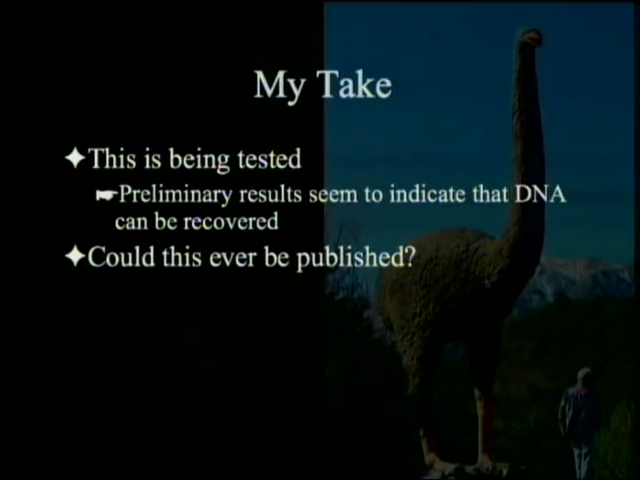 My Take
✦This is being tested
☛Preliminary results seem to indicate that DNA
can be recovered
✦Could this ever be published?